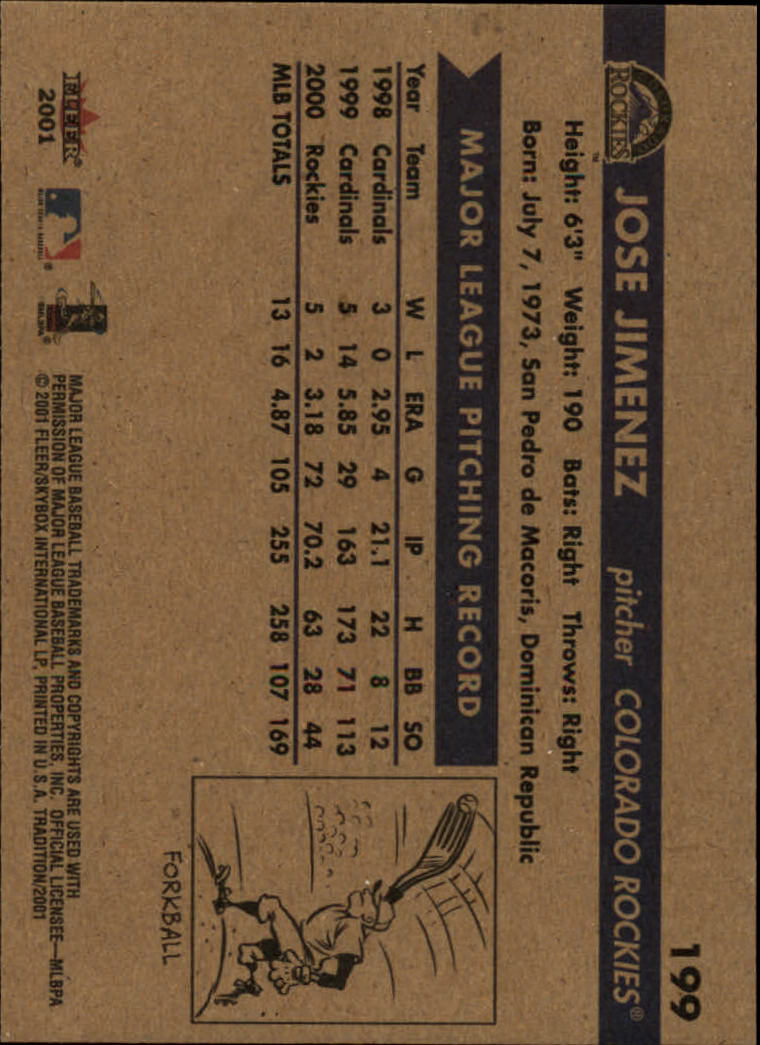 199
ROCKIES™ JOSE JIMENEZ pitcher COLORADO ROCKIES®
Height: 6'3" Weight: 190 Bats: Right Throws: Right
Born: July 7, 1973, San Pedro de Macoris, Dominican Republic
MAJOR LEAGUE PITCHING RECORD
Year Team W L ERA G IP H BB SO
1998 Cardinals 3 0 2.95 4 21.1 22 8 12
1999 Cardinals 5 14 5.85 29 163 173 71 113
2000 Rockies 5 2 3.18 72 70.2 63 28 44
MLB TOTALS 13 16 4.87 105 255 258 107 169
FORKBALL
FLEER®
2001
MAJOR LEAGUE BASEBALL TRADEMARKS AND COPYRIGHTS ARE USED WITH
PERMISSION OF MAJOR LEAGUE BASEBALL PROPERTIES, INC. OFFICIAL LICENSEE—MLBPA
© 2001 FLEER/SKYBOX INTERNATIONAL LP, PRINTED IN U.S.A. TRADITION/2001